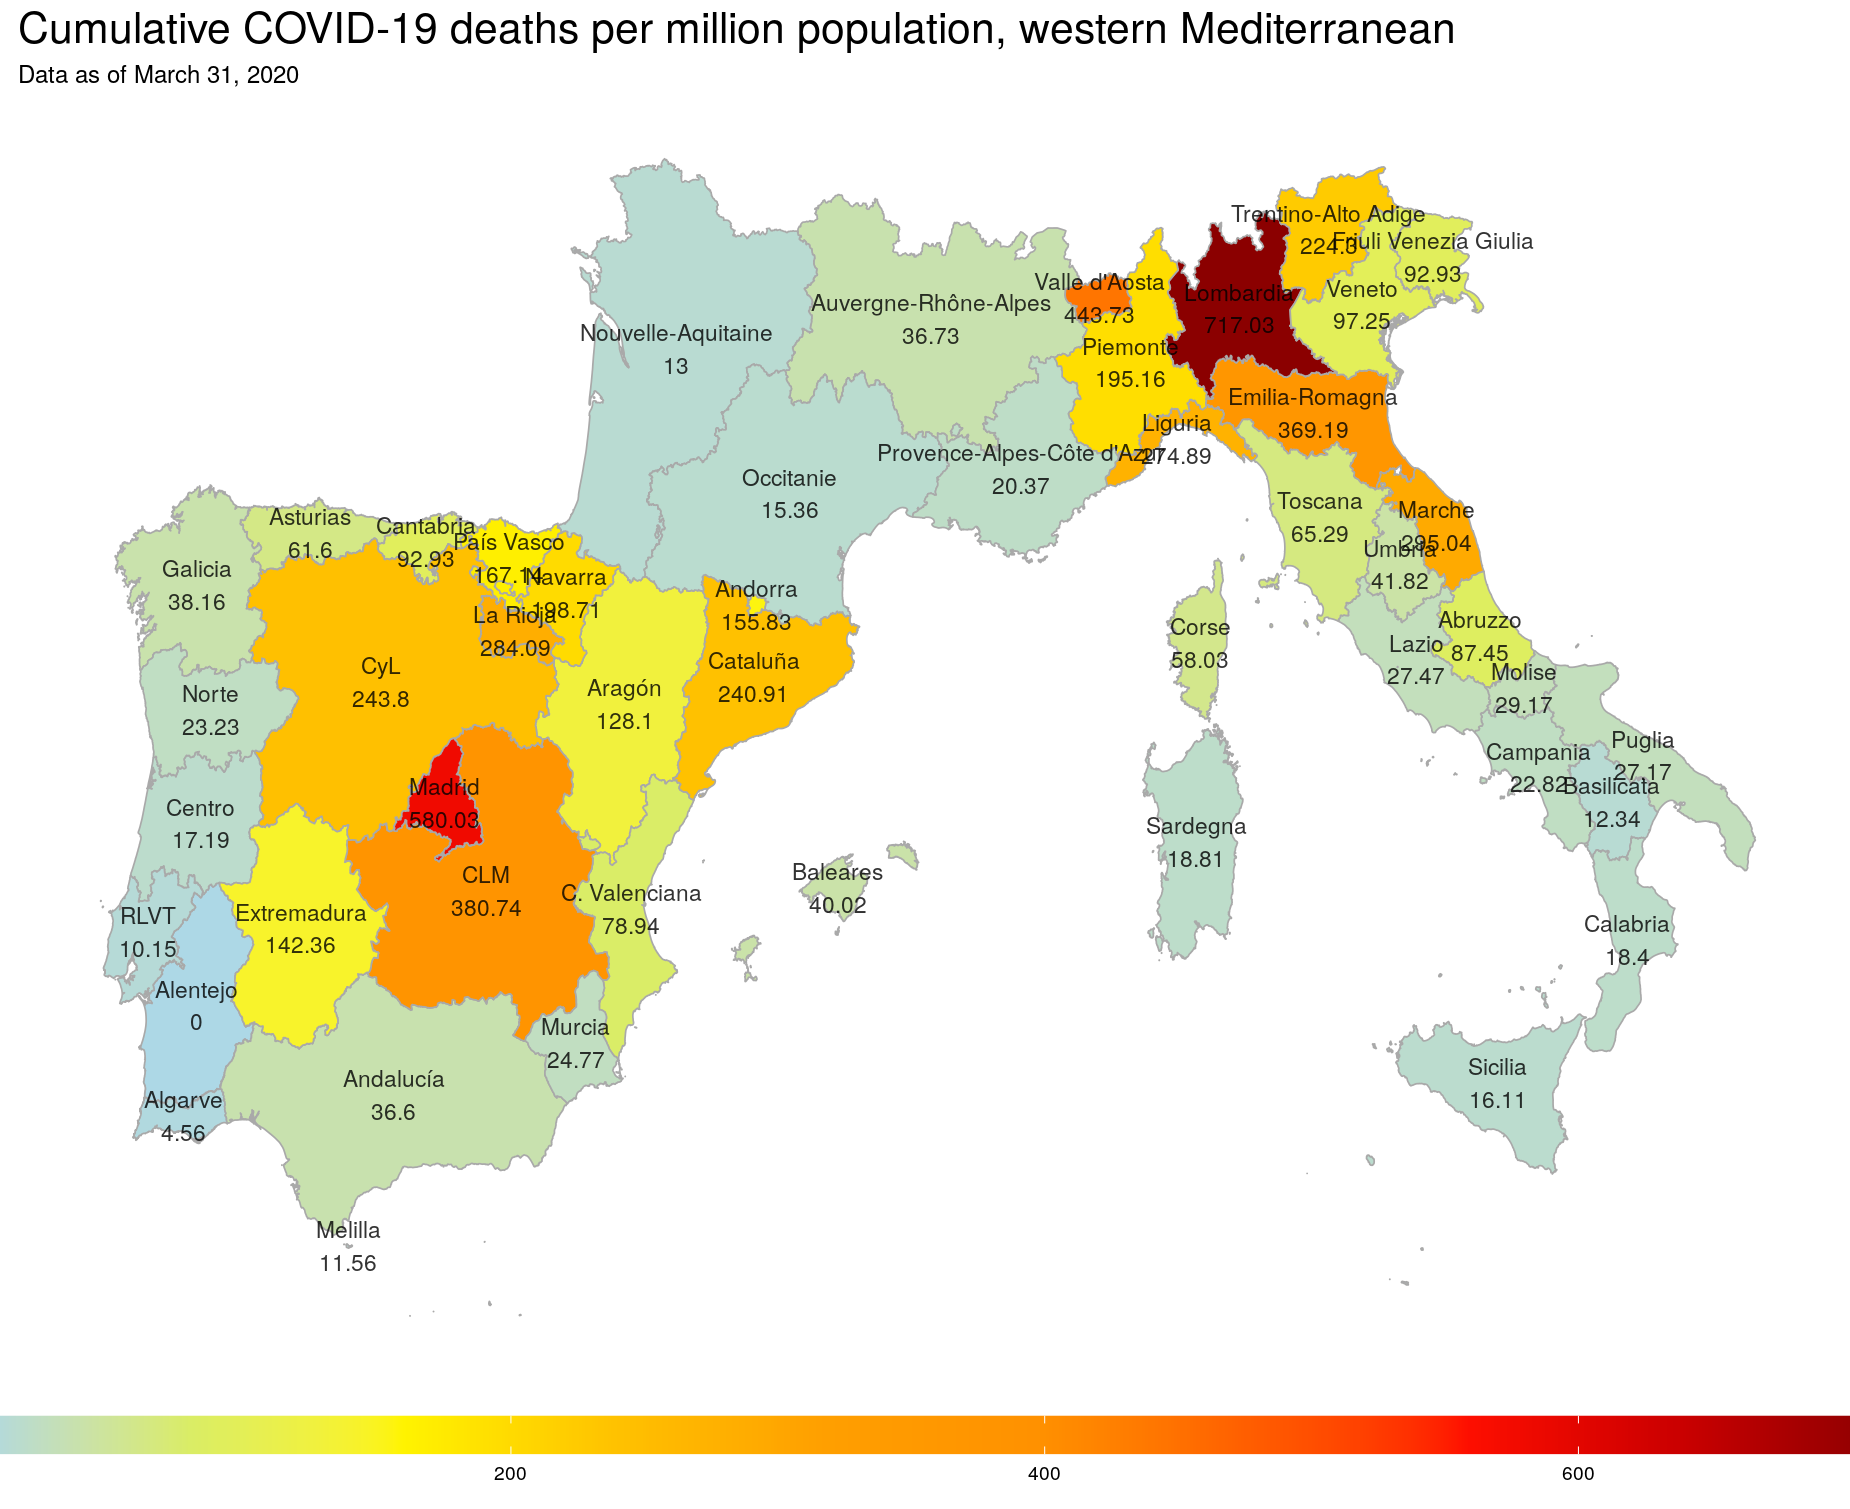 Cumulative COVID-19 deaths per million population, western Mediterranean
Data as of March 31, 2020
Trentino-Alto Adige
224.3
Friuli Venezia Giulia
92.93
Valle d'Aosta
443.73
Lombardia
717.03
Veneto
97.25
Auvergne-Rhône-Alpes
36.73
Nouvelle-Aquitaine
13
Piemonte
195.16
Emilia-Romagna
369.19
Liguria
274.89
Provence-Alpes-Côte d'Azur
20.37
Occitanie
15.36
Toscana
65.29
Marche
295.04
Umbria
41.82
Asturias
61.6
Cantabria
92.93
País Vasco
167.14
Navarra
198.71
Galicia
38.16
La Rioja
284.09
Andorra
155.83
Corse
58.03
Abruzzo
87.45
Lazio
27.47
Molise
29.17
CyL
243.8
Cataluña
240.91
Aragón
128.1
Norte
23.23
Campania
22.82
Puglia
27.17
Basilicata
12.34
Madrid
580.03
Centro
17.19
Sardegna
18.81
CLM
380.74
C. Valenciana
78.94
Baleares
40.02
RLVT
10.15
Extremadura
142.36
Calabria
18.4
Alentejo
0
Murcia
24.77
Sicilia
16.11
Andalucía
36.6
Algarve
4.56
Melilla
11.56
200
400
600